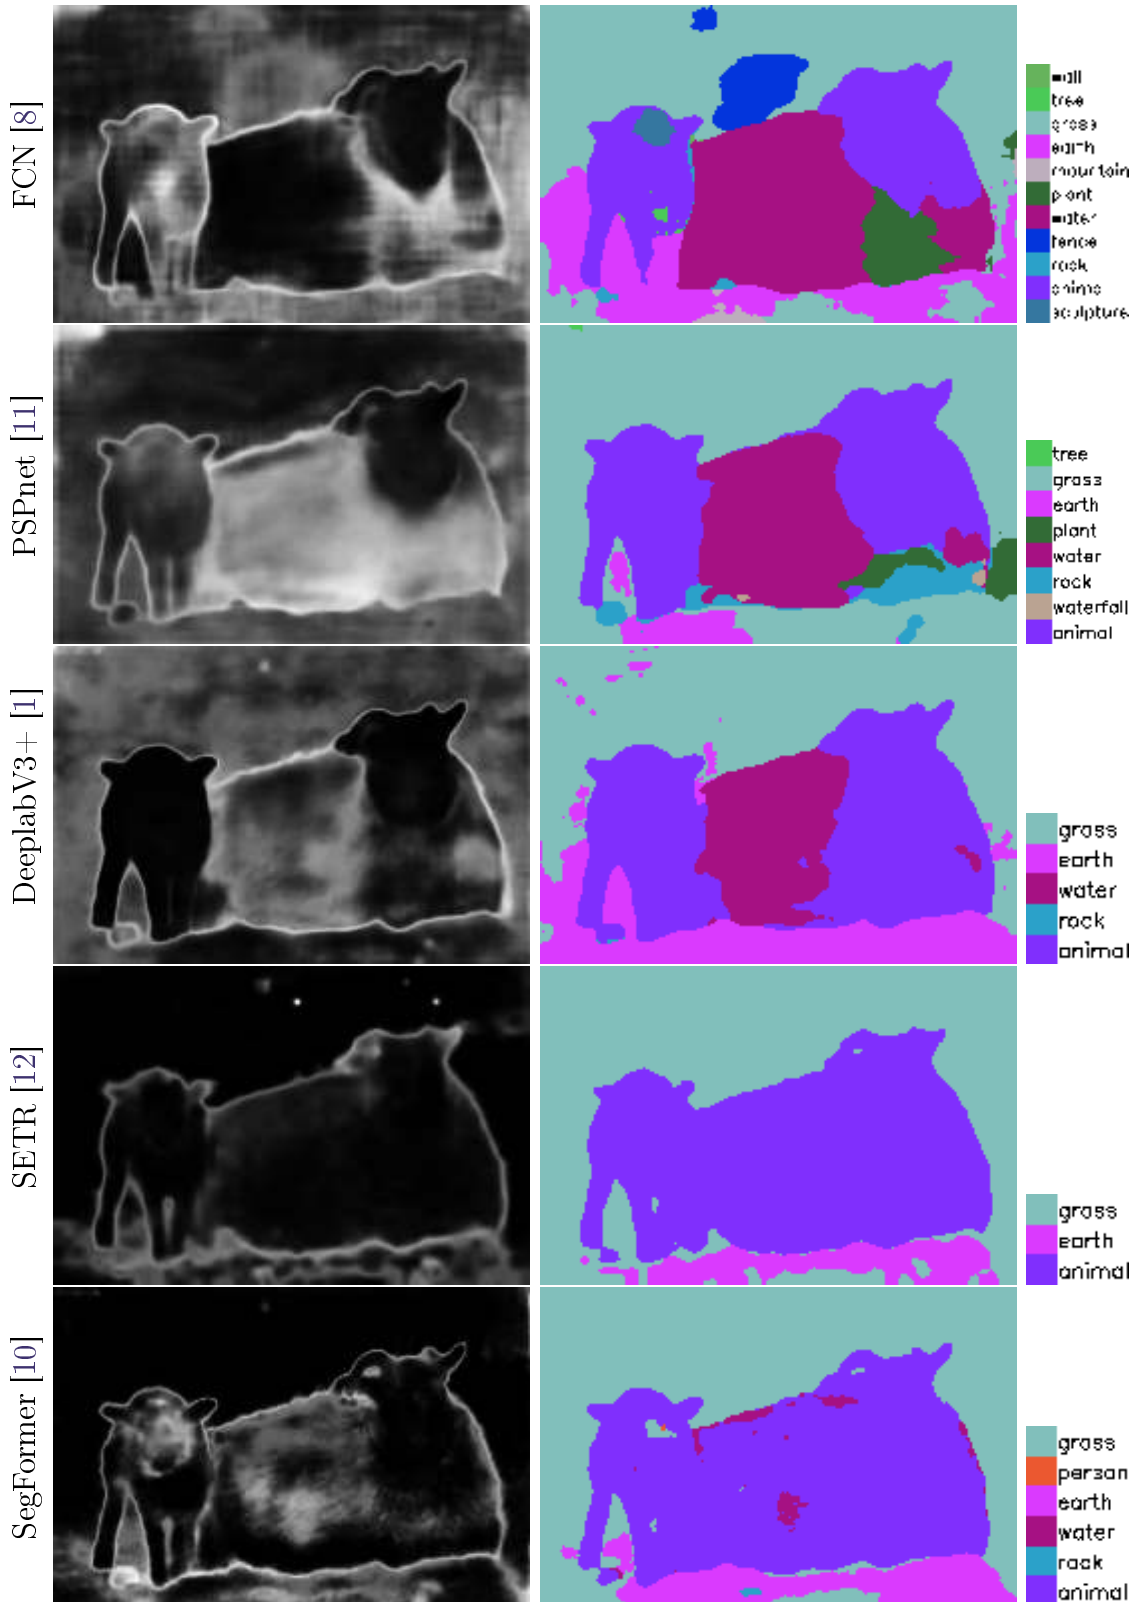 FCN [8]
wall
tree
grass
earth
mountain
plant
water
fence
rock
anima
sculpture
PSPnet [11]
tree
grass
earth
plant
water
rock
waterfall
animal
DeeplabV3+ [1]
grass
earth
water
rock
animal
SETR [12]
grass
earth
animal
SegFormer [10]
grass
person
earth
water
rock
animal